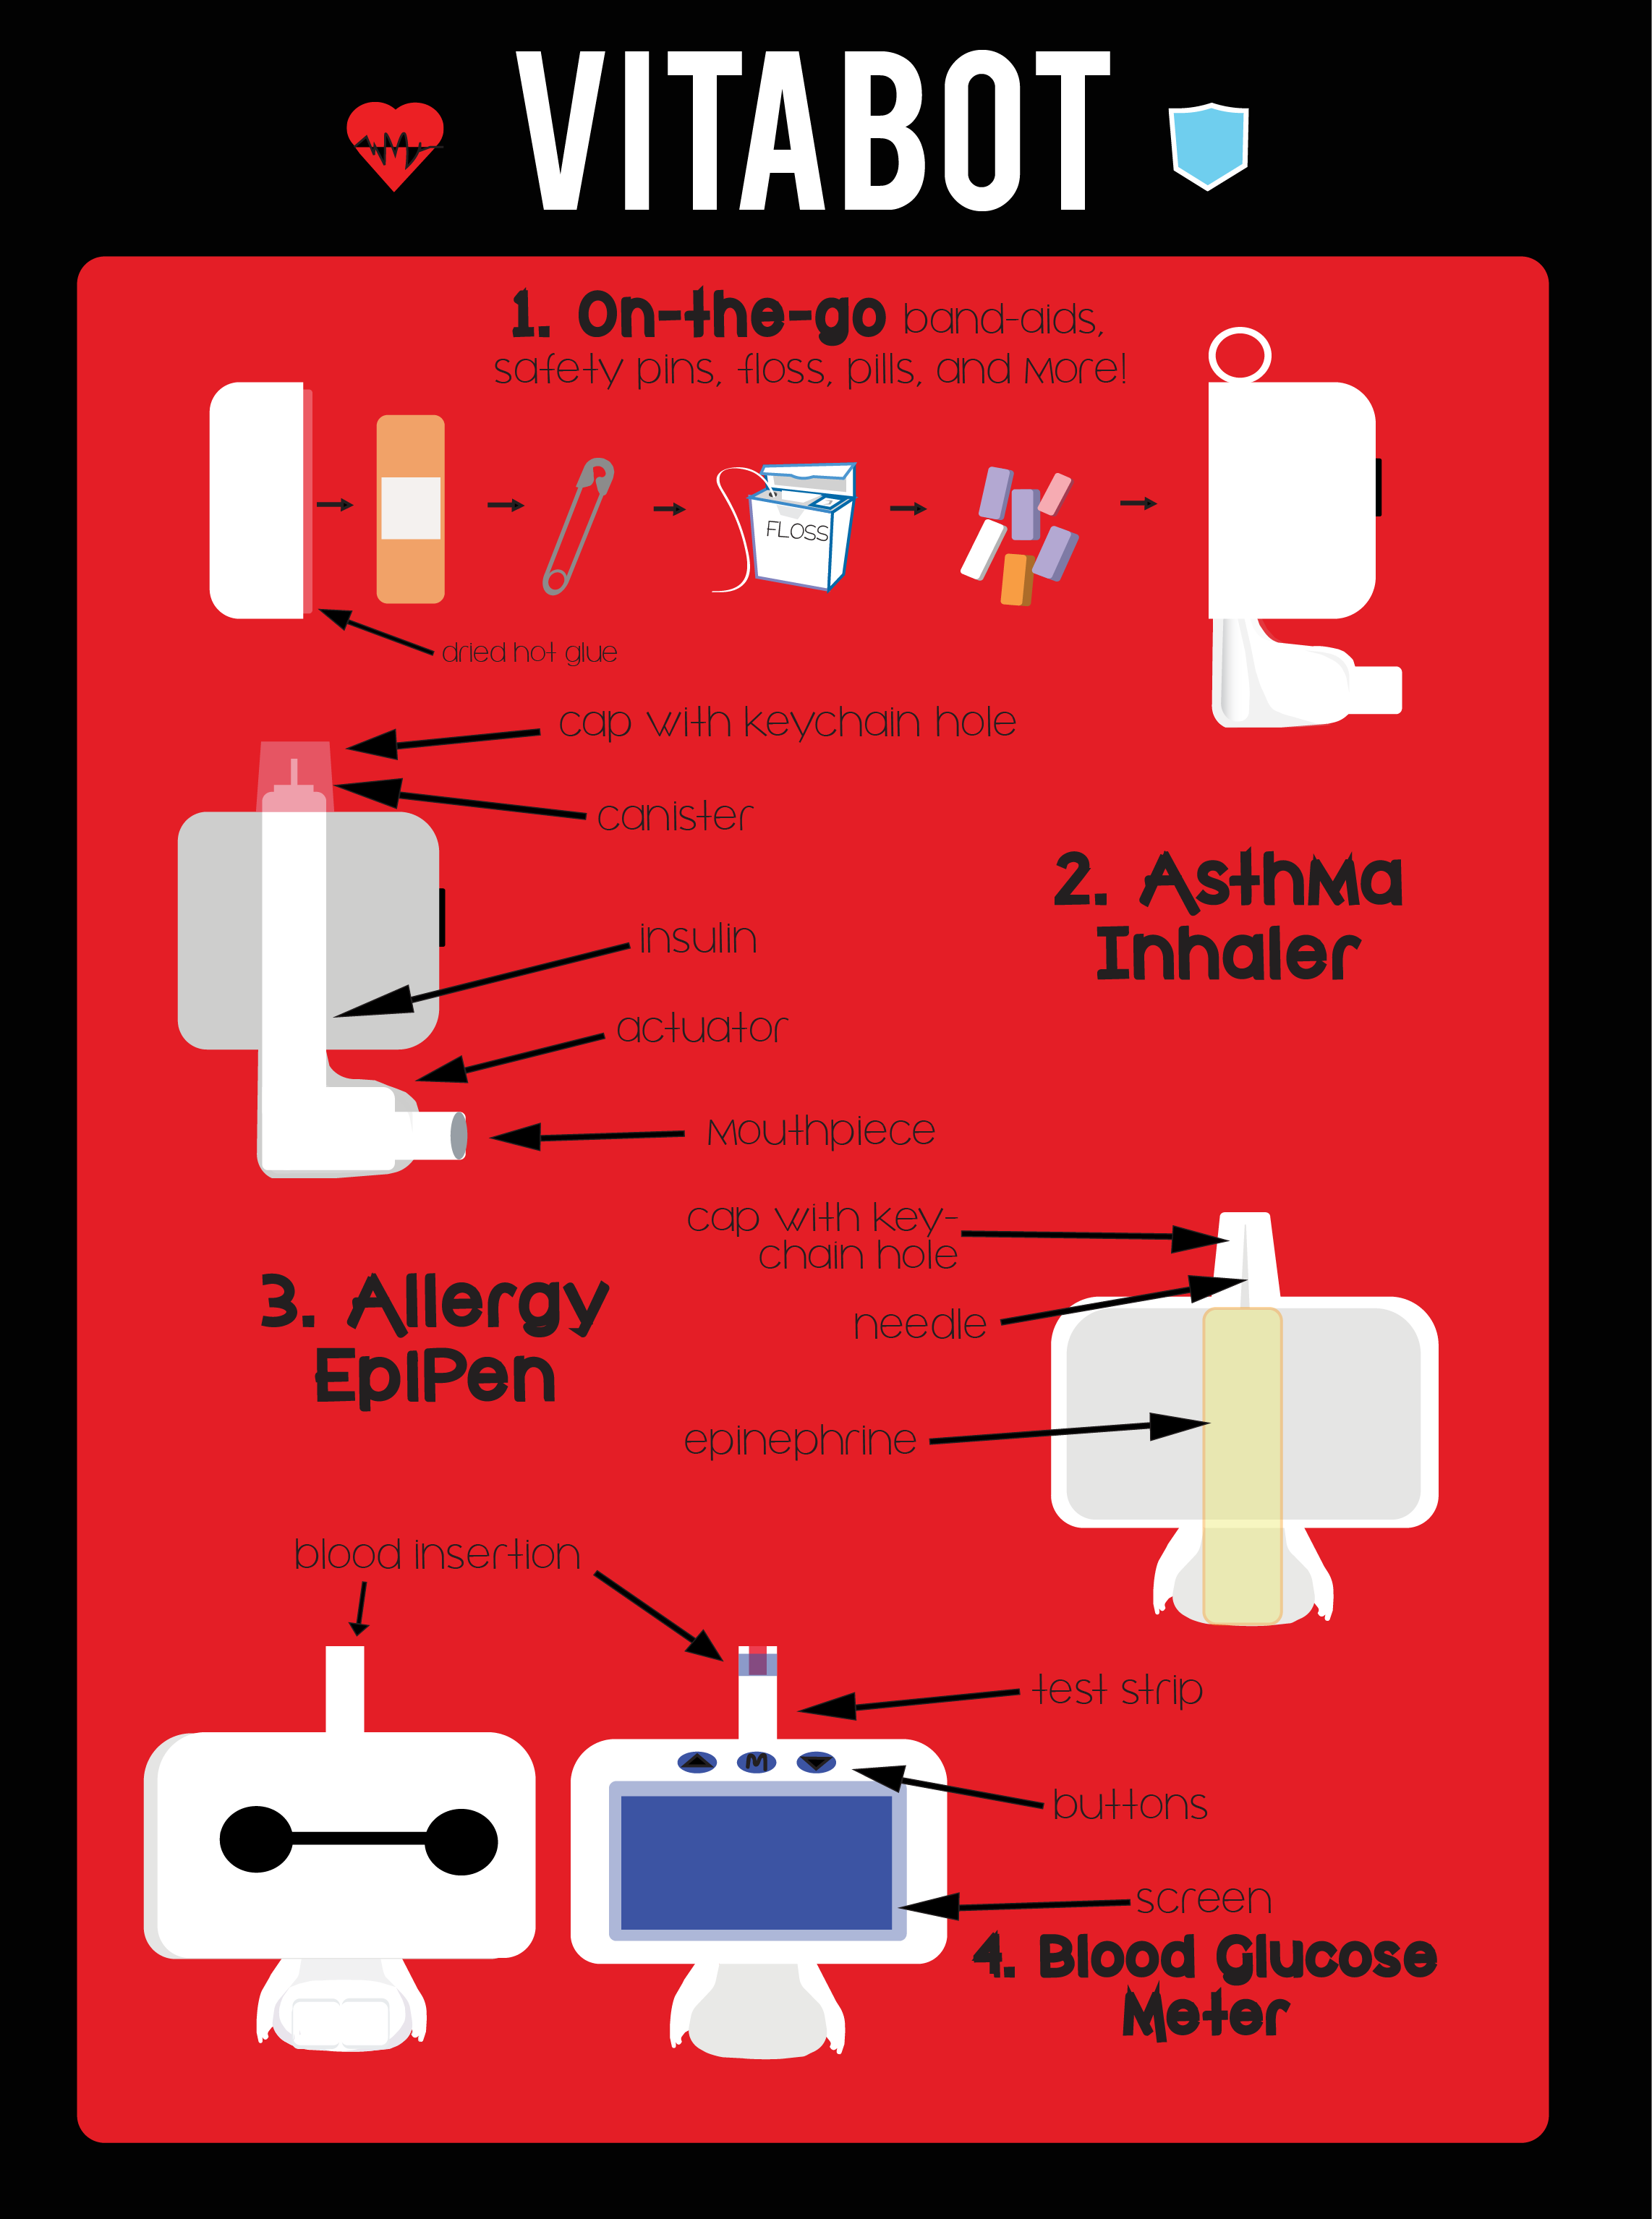 VITABOT
1. On-the-go band-aids,
safety pins, floss, pills, and More!
FLOSS
dried hot glue
cap with keychain hole
canister
insulin
actuator
Mouthpiece
2. AsthMa
Inhaler
cap with key-
chain hole
needle
epinephrine
3. Allergy
EpiPen
blood insertion
test strip
M
buttons
screen
4. Blood Glucose
Meter